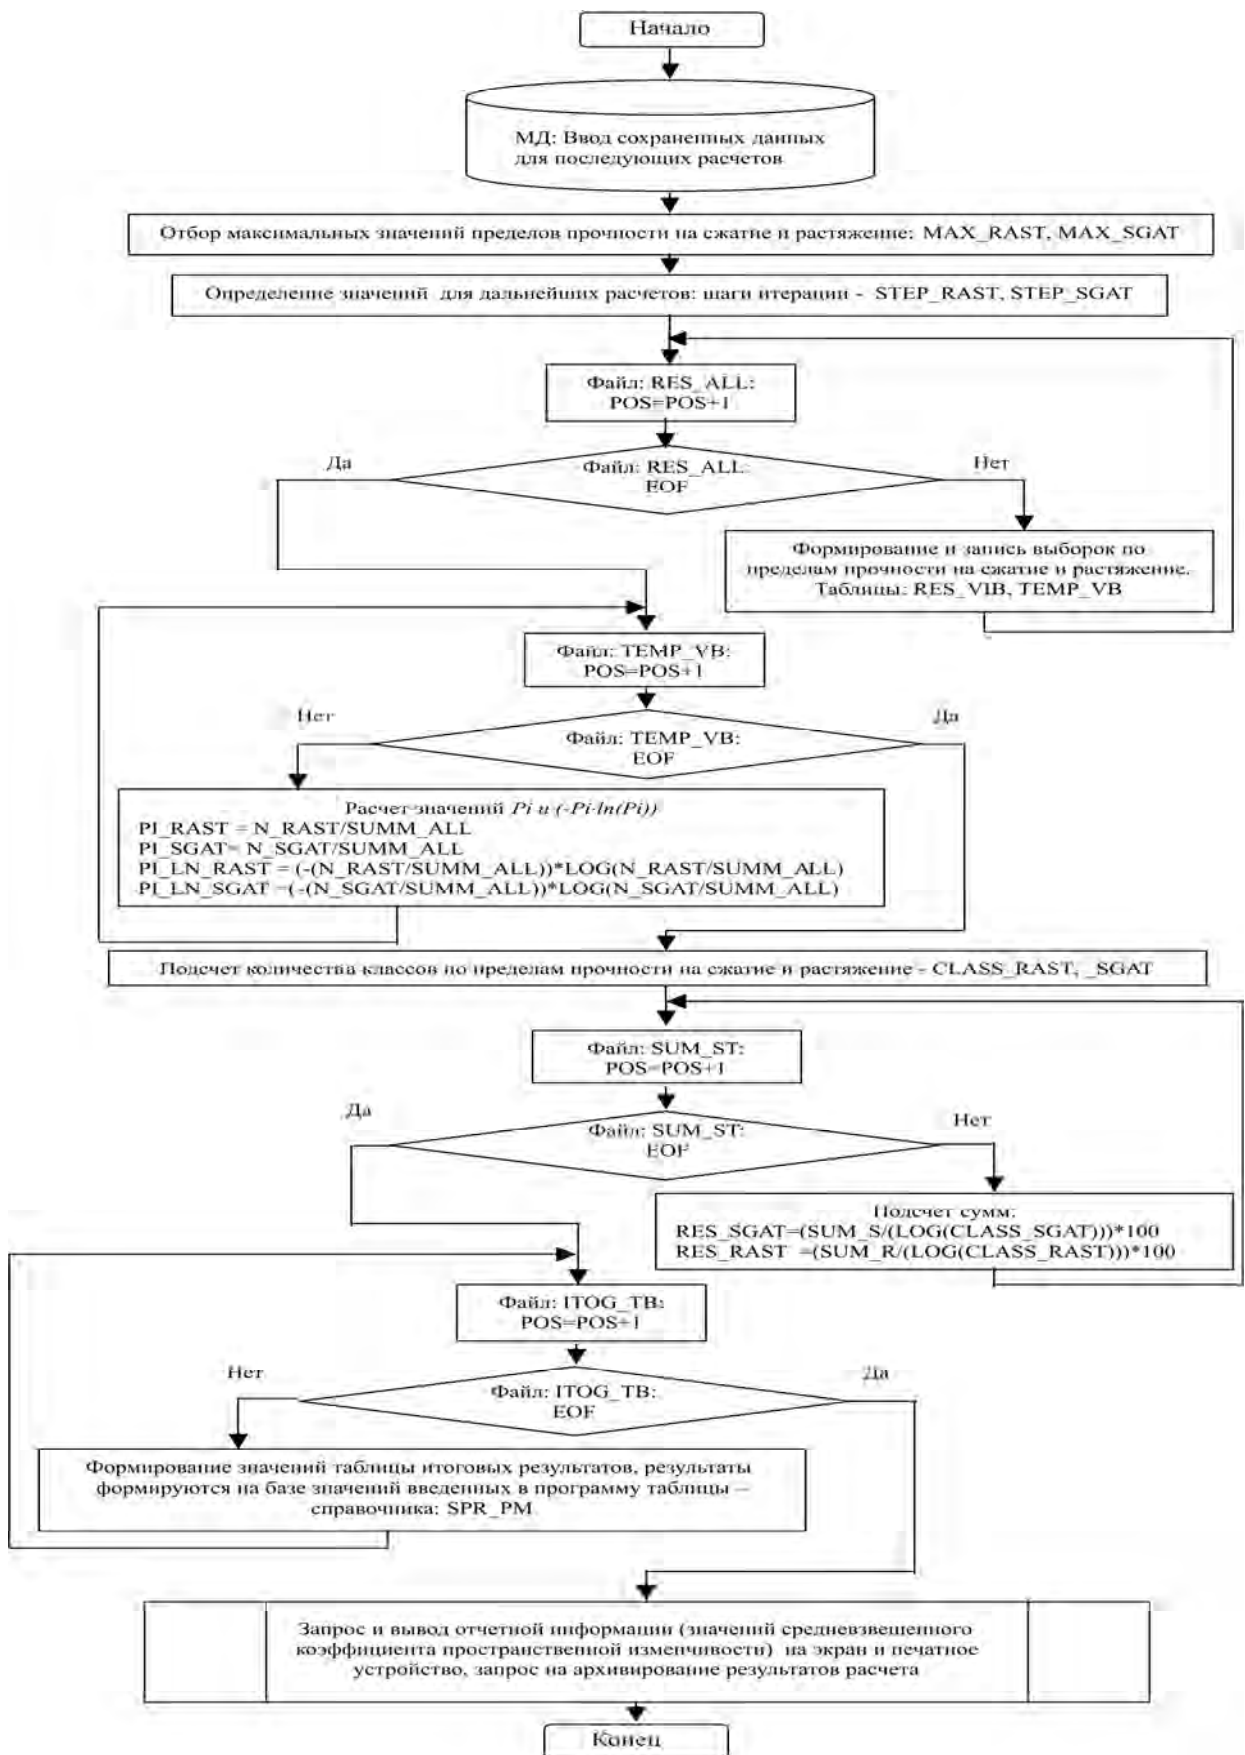 Начало
МД: Ввод сохраненных данных
для последующих расчетов
Отбор максимальных значений пределов прочности на сжатие и растяжение: MAX_RAST, MAX_SGAT
Определение значений для дальнейших расчетов: шаги итерации - STEP_RAST, STEP_SGAT
Файл: RES_ALL:
POS=POS+1
Да
Файл: RES_ALL:
EOF
Нет
Формирование и запись выборок по
пределам прочности на сжатие и растяжение.
Таблицы: RES_VIB, TEMP_VB
Файл: TEMP_VB:
POS=POS+1
Нет
Файл: TEMP_VB:
EOF
Да
Расчет значений Pi и (-Pi·ln(Pi))
PI_RAST = N_RAST/SUMM_ALL
PI_SGAT= N_SGAT/SUMM_ALL
PI_LN_RAST = (-(N_RAST/SUMM_ALL))*LOG(N_RAST/SUMM_ALL)
PI_LN_SGAT =(-(N_SGAT/SUMM_ALL))*LOG(N_SGAT/SUMM_ALL)
Подсчет количества классов по пределам прочности на сжатие и растяжение - CLASS_RAST, _SGAT
Файл: SUM_ST:
POS=POS+1
Да
Файл: SUM_ST:
EOF
Нет
Подсчет сумм:
RES_SGAT=(SUM_S/(LOG(CLASS_SGAT)))*100
RES_RAST =(SUM_R/(LOG(CLASS_RAST)))*100
Файл: ITOG_TB:
POS=POS+1
Нет
Файл: ITOG_TB:
EOF
Да
Формирование значений таблицы итоговых результатов, результаты
формируются на базе значений введенных в программу таблицы –
справочника: SPR_PM
Запрос и вывод отчетной информации (значений средневзвешенного
коэффициента пространственной изменчивости) на экран и печатное
устройство, запрос на архивирование результатов расчета
Конец